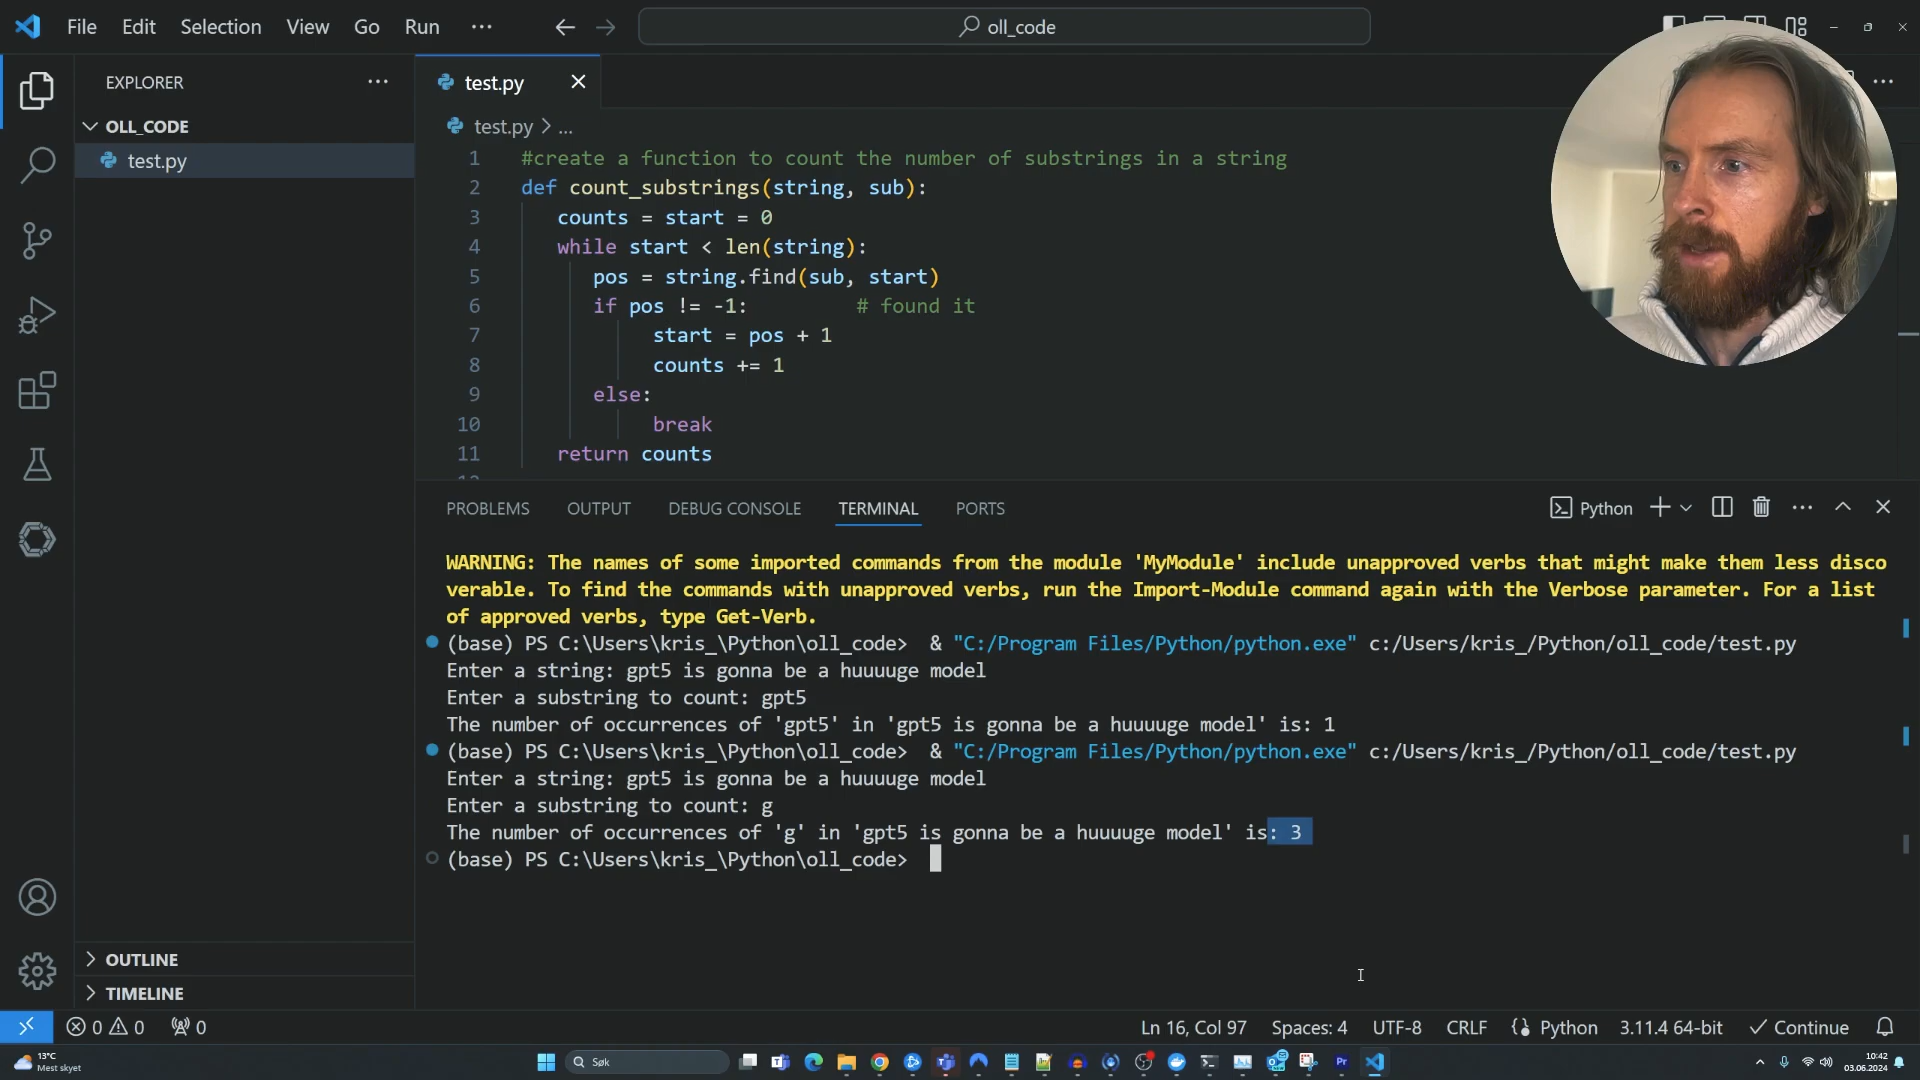 File Edit Selection View Go Run ... oll_code
EXPLORER ...
OLL_CODE
test.py
test.py
test.py > ...
1 #create a function to count the number of substrings in a string
2 def count_substrings(string, sub):
3 counts = start = 0
4 while start < len(string):
5 pos = string.find(sub, start)
6 if pos != -1: # found it
7 start = pos + 1
8 counts += 1
9 else:
10 break
11 return counts
PROBLEMS OUTPUT DEBUG CONSOLE TERMINAL PORTS Python
WARNING: The names of some imported commands from the module 'MyModule' include unapproved verbs that might make them less disco
verable. To find the commands with unapproved verbs, run the Import-Module command again with the Verbose parameter. For a list
of approved verbs, type Get-Verb.
(base) PS C:\Users\kris_\Python\oll_code> & "C:/Program Files/Python/python.exe" c:/Users/kris_/Python/oll_code/test.py
Enter a string: gpt5 is gonna be a huuuuge model
Enter a substring to count: gpt5
The number of occurrences of 'gpt5' in 'gpt5 is gonna be a huuuuge model' is: 1
(base) PS C:\Users\kris_\Python\oll_code> & "C:/Program Files/Python/python.exe" c:/Users/kris_/Python/oll_code/test.py
Enter a string: gpt5 is gonna be a huuuuge model
Enter a substring to count: g
The number of occurrences of 'g' in 'gpt5 is gonna be a huuuuge model' is: 3
(base) PS C:\Users\kris_\Python\oll_code>
OUTLINE
TIMELINE
0 0 0 Ln 16, Col 97 Spaces: 4 UTF-8 CRLF Python 3.11.4 64-bit Continue
13°C
Mest skyet
Søk
10:42
03.06.2024